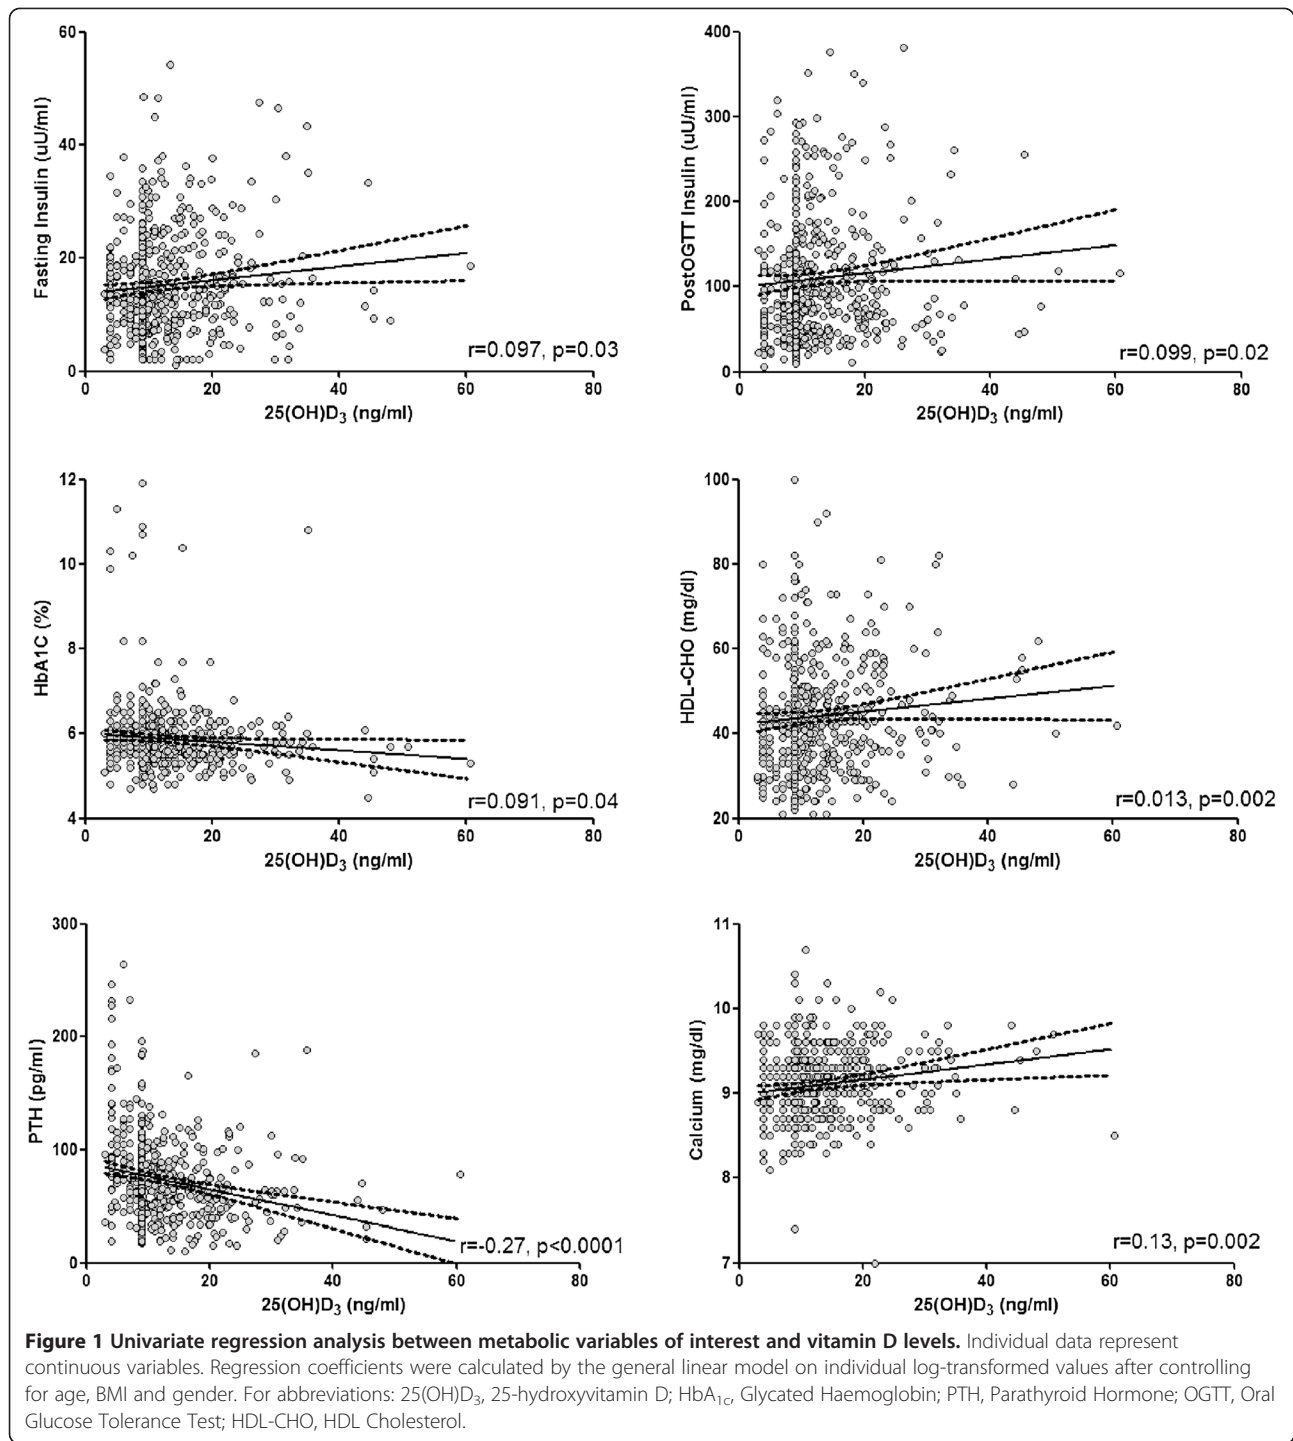 60
40
20
0
Fasting Insulin (uU/ml)
r=0.097, p=0.03
0 20 40 60 80
25(OH)D3 (ng/ml)
400
300
200
100
0
PostOGTT Insulin (uU/ml)
r=0.099, p=0.02
0 20 40 60 80
25(OH)D3 (ng/ml)
12
10
8
6
4
HbA1C (%)
r=0.091, p=0.04
0 20 40 60 80
25(OH)D3 (ng/ml)
100
80
60
40
20
HDL-CHO (mg/dl)
r=0.013, p=0.002
0 20 40 60 80
25(OH)D3 (ng/ml)
300
200
100
0
PTH (pg/ml)
r=-0.27, p<0.0001
0 20 40 60 80
25(OH)D3 (ng/ml)
11
10
9
8
7
Calcium (mg/dl)
r=0.13, p=0.002
0 20 40 60 80
25(OH)D3 (ng/ml)
Figure 1 Univariate regression analysis between metabolic variables of interest and vitamin D levels. Individual data represent
continuous variables. Regression coefficients were calculated by the general linear model on individual log-transformed values after controlling
for age, BMI and gender. For abbreviations: 25(OH)D3, 25-hydroxyvitamin D; HbA1c, Glycated Haemoglobin; PTH, Parathyroid Hormone; OGTT, Oral
Glucose Tolerance Test; HDL-CHO, HDL Cholesterol.